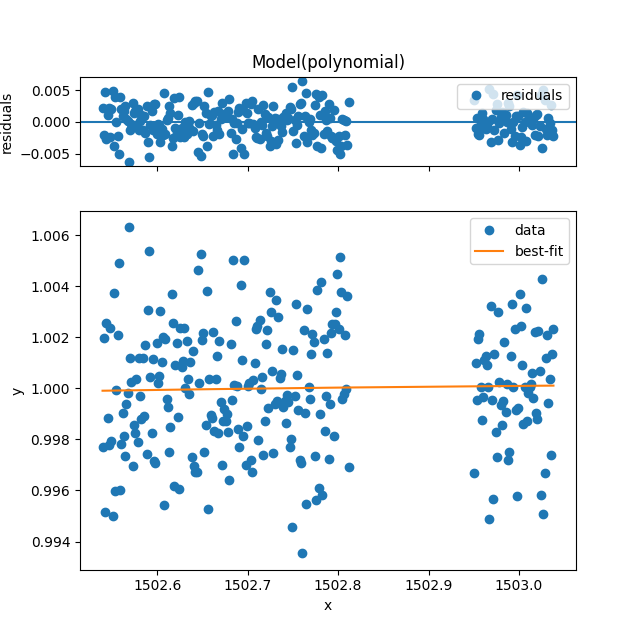 Model(polynomial)
residuals
0.005
0.000
−0.005
residuals
data
best-fit
y
1.006
1.004
1.002
1.000
0.998
0.996
0.994
1502.6
1502.7
1502.8
1502.9
1503.0
x